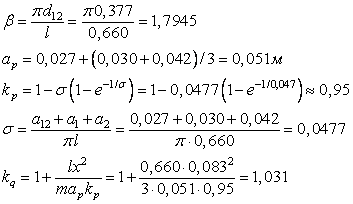 β = πd₁₂/l = π0,377/0,660 = 1,7945
aₚ = 0,027 + (0,030 + 0,042)/3 = 0,051м
kₚ = 1 − σ(1 − e^(−1/σ)) = 1 − 0,0477(1 − e^(−1/0,047)) ≈ 0,95
σ = (a₁₂ + a₁ + a₂)/πl = (0,027 + 0,030 + 0,042)/(π · 0,660) = 0,0477
k_q = 1 + lx²/(maₚkₚ) = 1 + (0,660 · 0,083²)/(3 · 0,051 · 0,95) = 1,031